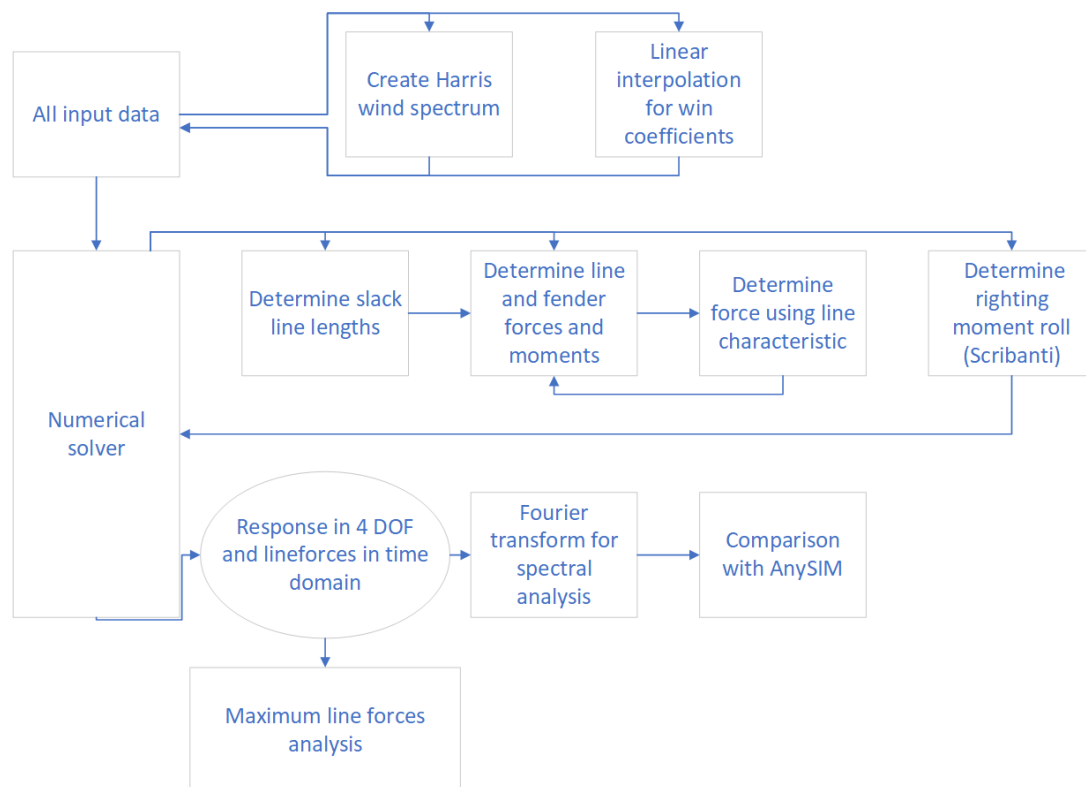 All input data
Create Harris
wind spectrum
Linear
interpolation
for win
coefficients
Numerical
solver
Determine slack
line lengths
Determine line
and fender
forces and
moments
Determine
force using line
characteristic
Determine
righting
moment roll
(Scribanti)
Response in 4 DOF
and lineforces in time
domain
Fourier
transform for
spectral
analysis
Comparison
with AnySIM
Maximum line forces
analysis